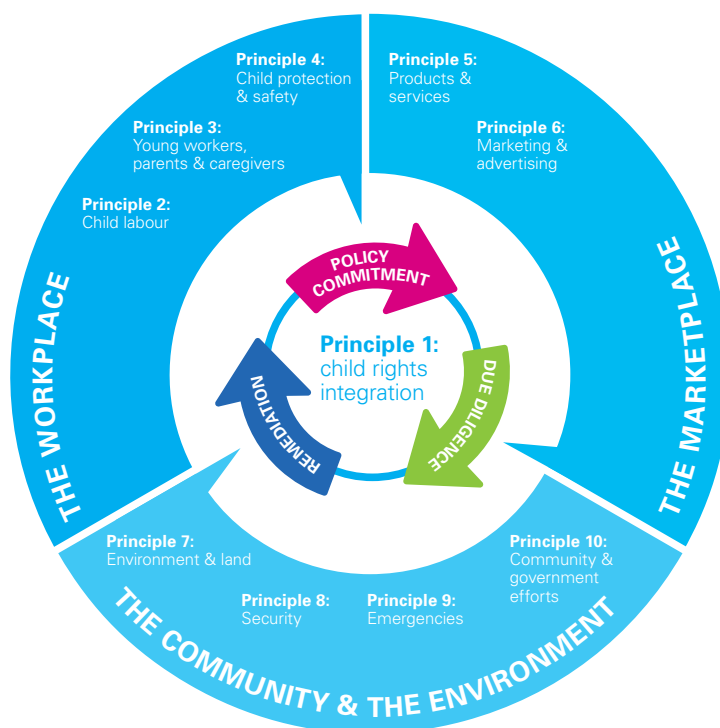 Principle 4:
Child protection
& safety
Principle 3:
Young workers,
parents & caregivers
Principle 2:
Child labour
THE WORKPLACE
Principle 5:
Products &
services
Principle 6:
Marketing &
advertising
THE MARKETPLACE
POLICY
COMMITMENT
Principle 1:
child rights
integration
DUE DILIGENCE
REMEDIATION
Principle 7:
Environment & land
Principle 8:
Security
Principle 9:
Emergencies
Principle 10:
Community &
government
efforts
THE COMMUNITY & THE ENVIRONMENT